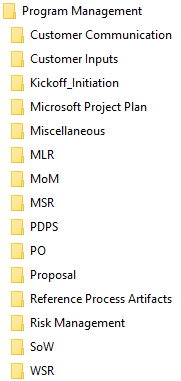 Program Management
Customer Communication
Customer Inputs
Kickoff_Initiation
Microsoft Project Plan
Miscellaneous
MLR
MoM
MSR
PDPS
PO
Proposal
Reference Process Artifacts
Risk Management
SoW
WSR